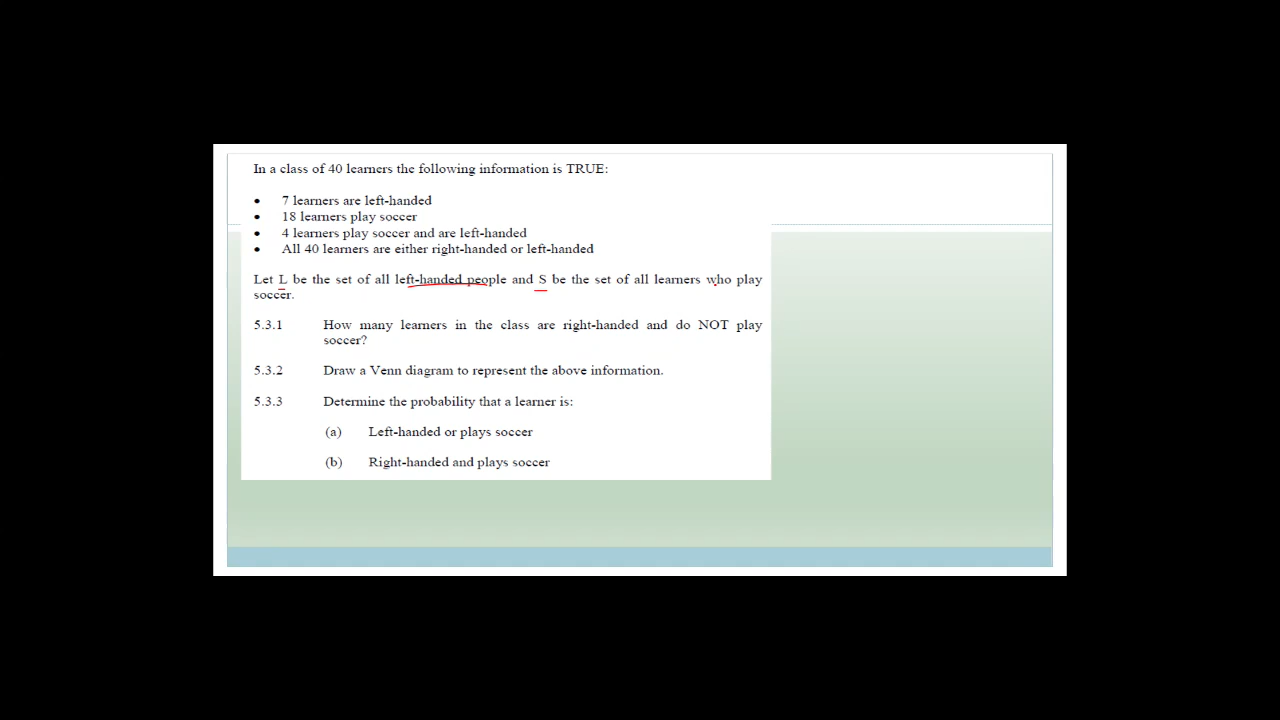 In a class of 40 learners the following information is TRUE:
• 7 learners are left-handed
• 18 learners play soccer
• 4 learners play soccer and are left-handed
• All 40 learners are either right-handed or left-handed
Let L be the set of all left-handed people and S be the set of all learners who play
soccer.
5.3.1 How many learners in the class are right-handed and do NOT play
soccer?
5.3.2 Draw a Venn diagram to represent the above information.
5.3.3 Determine the probability that a learner is:
(a) Left-handed or plays soccer
(b) Right-handed and plays soccer